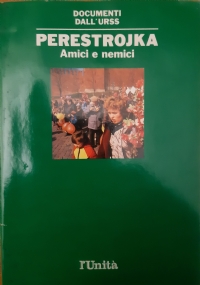 DOCUMENTI
DALL'URSS
PERESTROJKA
Amici e nemici
l'Unità